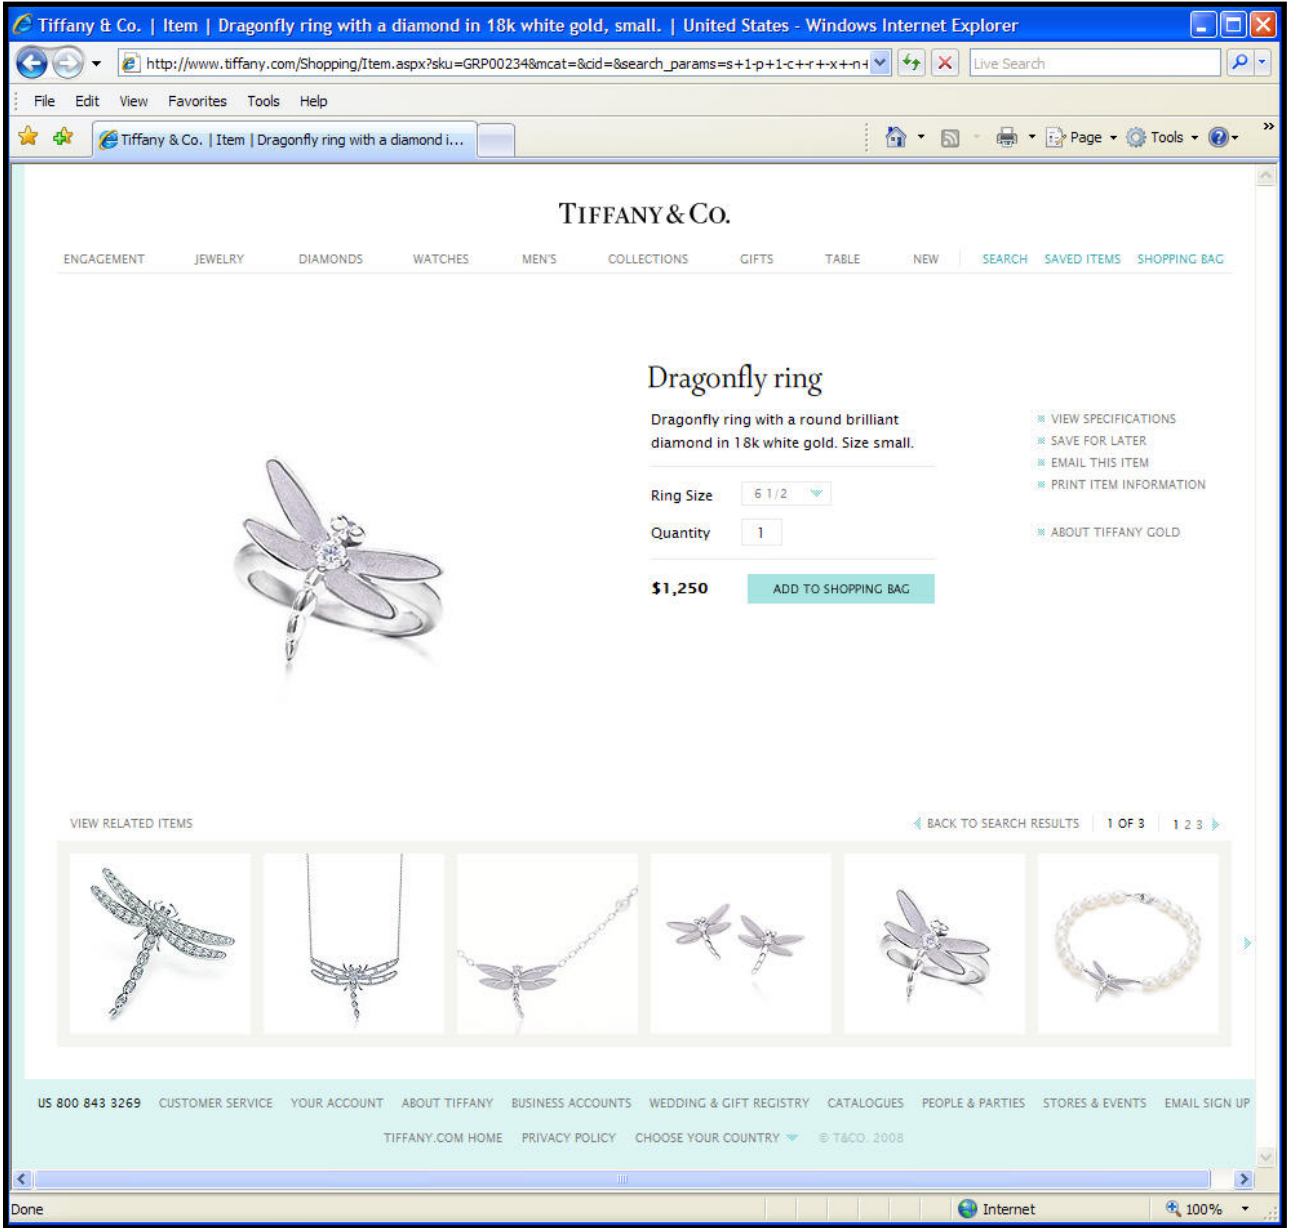 Tiffany & Co. | Item | Dragonfly ring with a diamond in 18k white gold, small. | United States - Windows Internet Explorer
http://www.tiffany.com/Shopping/Item.aspx?sku=GRP00234&mcat=&cid=&search_params=s+1-p+1-c+-r+-x+-n+
Live Search
File Edit View Favorites Tools Help
Tiffany & Co. | Item | Dragonfly ring with a diamond i...
Page Tools
TIFFANY & CO.
ENGAGEMENT JEWELRY DIAMONDS WATCHES MEN'S COLLECTIONS GIFTS TABLE NEW SEARCH SAVED ITEMS SHOPPING BAG
Dragonfly ring
Dragonfly ring with a round brilliant
diamond in 18k white gold. Size small.
Ring Size 6 1/2
Quantity 1
$1,250 ADD TO SHOPPING BAG
VIEW SPECIFICATIONS
SAVE FOR LATER
EMAIL THIS ITEM
PRINT ITEM INFORMATION
ABOUT TIFFANY GOLD
VIEW RELATED ITEMS BACK TO SEARCH RESULTS 1 OF 3 1 2 3
US 800 843 3269 CUSTOMER SERVICE YOUR ACCOUNT ABOUT TIFFANY BUSINESS ACCOUNTS WEDDING & GIFT REGISTRY CATALOGUES PEOPLE & PARTIES STORES & EVENTS EMAIL SIGN UP
TIFFANY.COM HOME PRIVACY POLICY CHOOSE YOUR COUNTRY © T&CO. 2008
Done Internet 100%